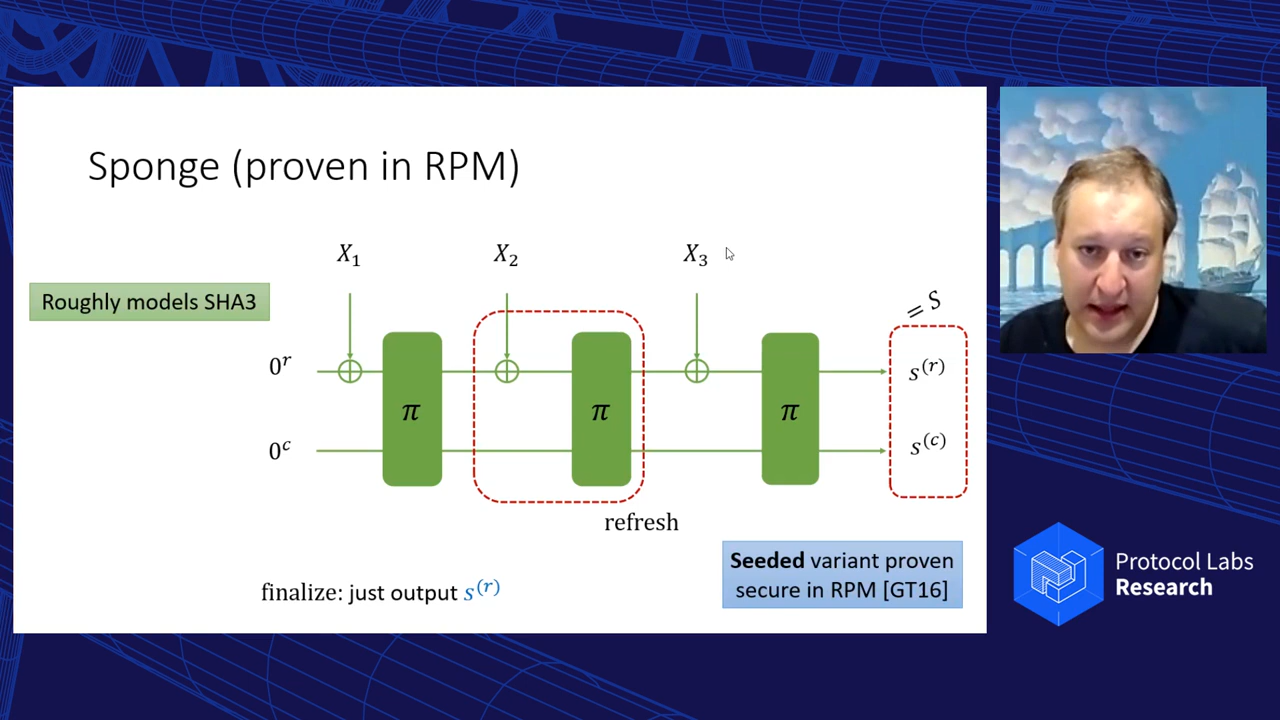 Sponge (proven in RPM)
X₁ X₂ X₃
Roughly models SHA3
= S
0ʳ
s⁽ʳ⁾
π π π
0ᶜ
s⁽ᶜ⁾
refresh
Seeded variant proven
secure in RPM [GT16]
finalize: just output s⁽ʳ⁾
Protocol Labs
Research